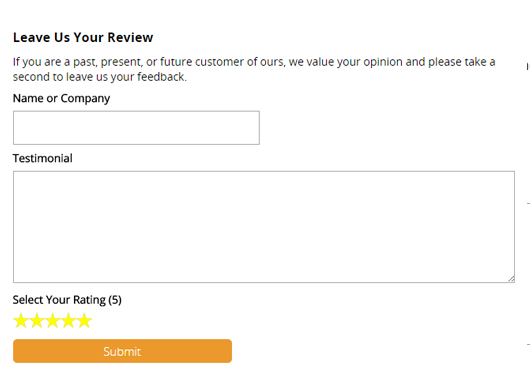 Leave Us Your Review
If you are a past, present, or future customer of ours, we value your opinion and please take a
second to leave us your feedback.
Name or Company
Testimonial
Select Your Rating (5)
Submit